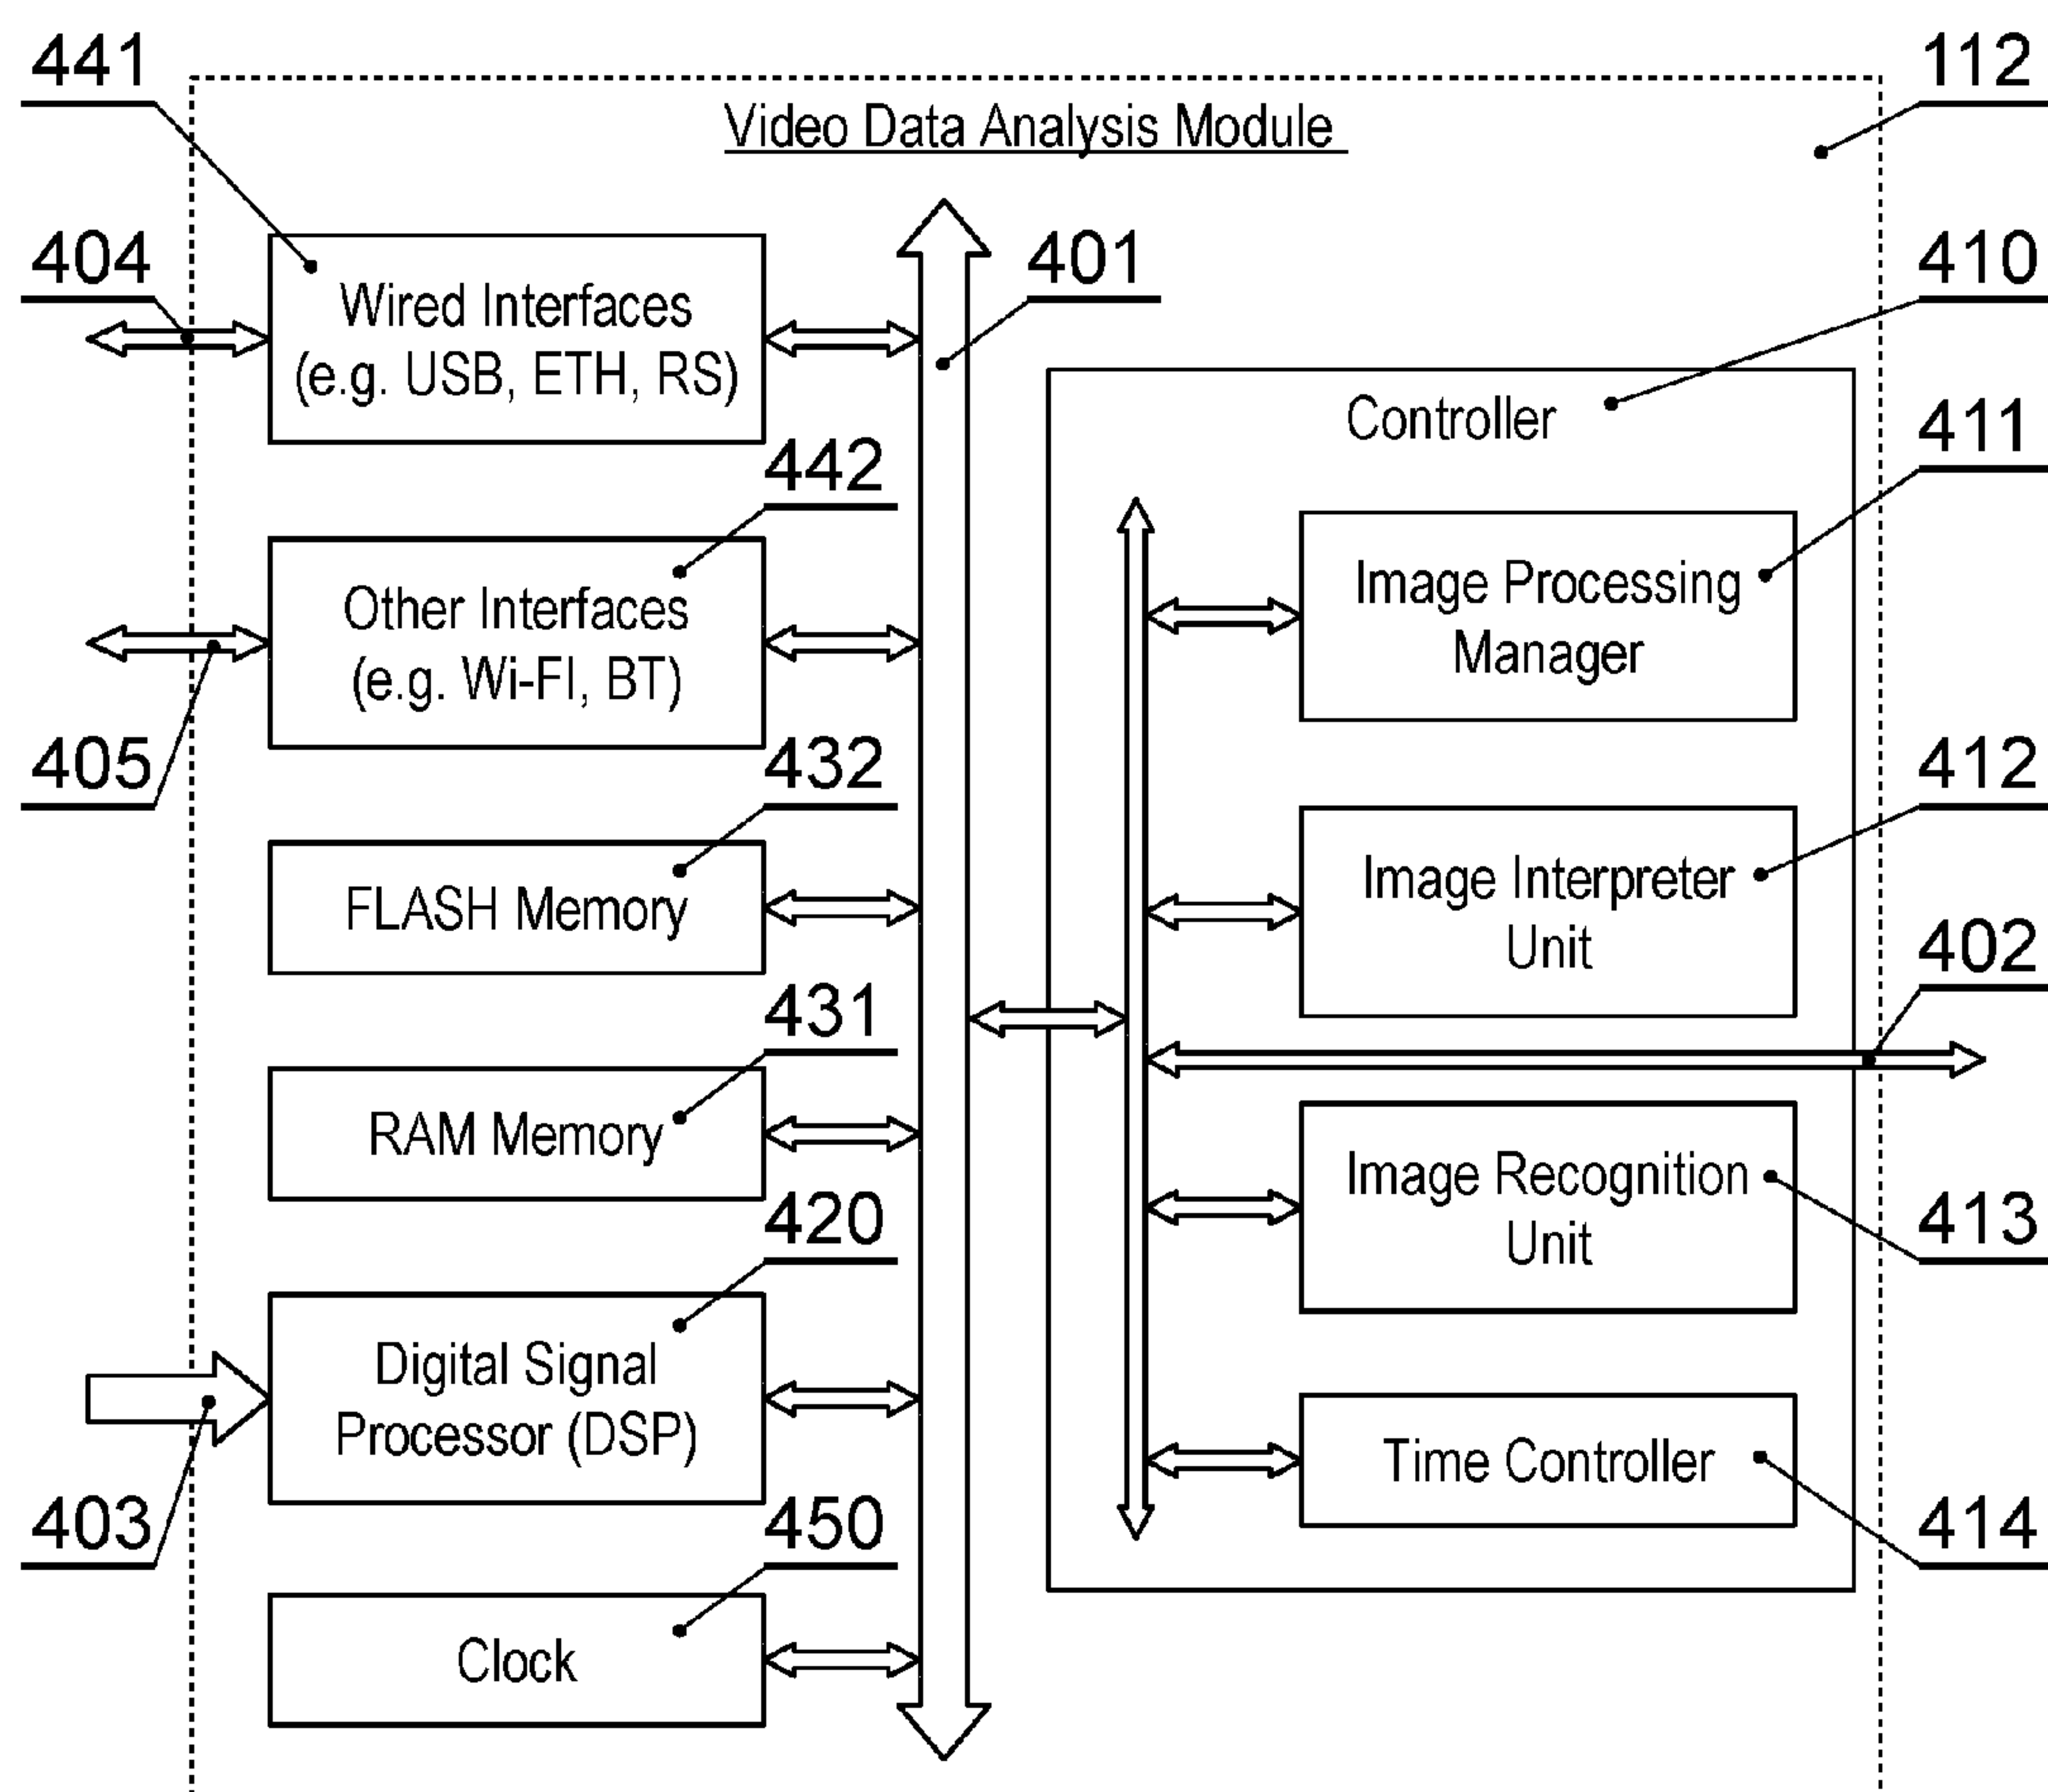 441
112
Video Data Analysis Module
404
401
410
Wired Interfaces
(e.g. USB, ETH, RS)
Controller
411
442
Image Processing
Manager
Other Interfaces
(e.g. Wi-FI, BT)
405
432
412
Image Interpreter
Unit
FLASH Memory
402
431
RAM Memory
Image Recognition
Unit
420
413
Digital Signal
Processor (DSP)
Time Controller
403
450
414
Clock